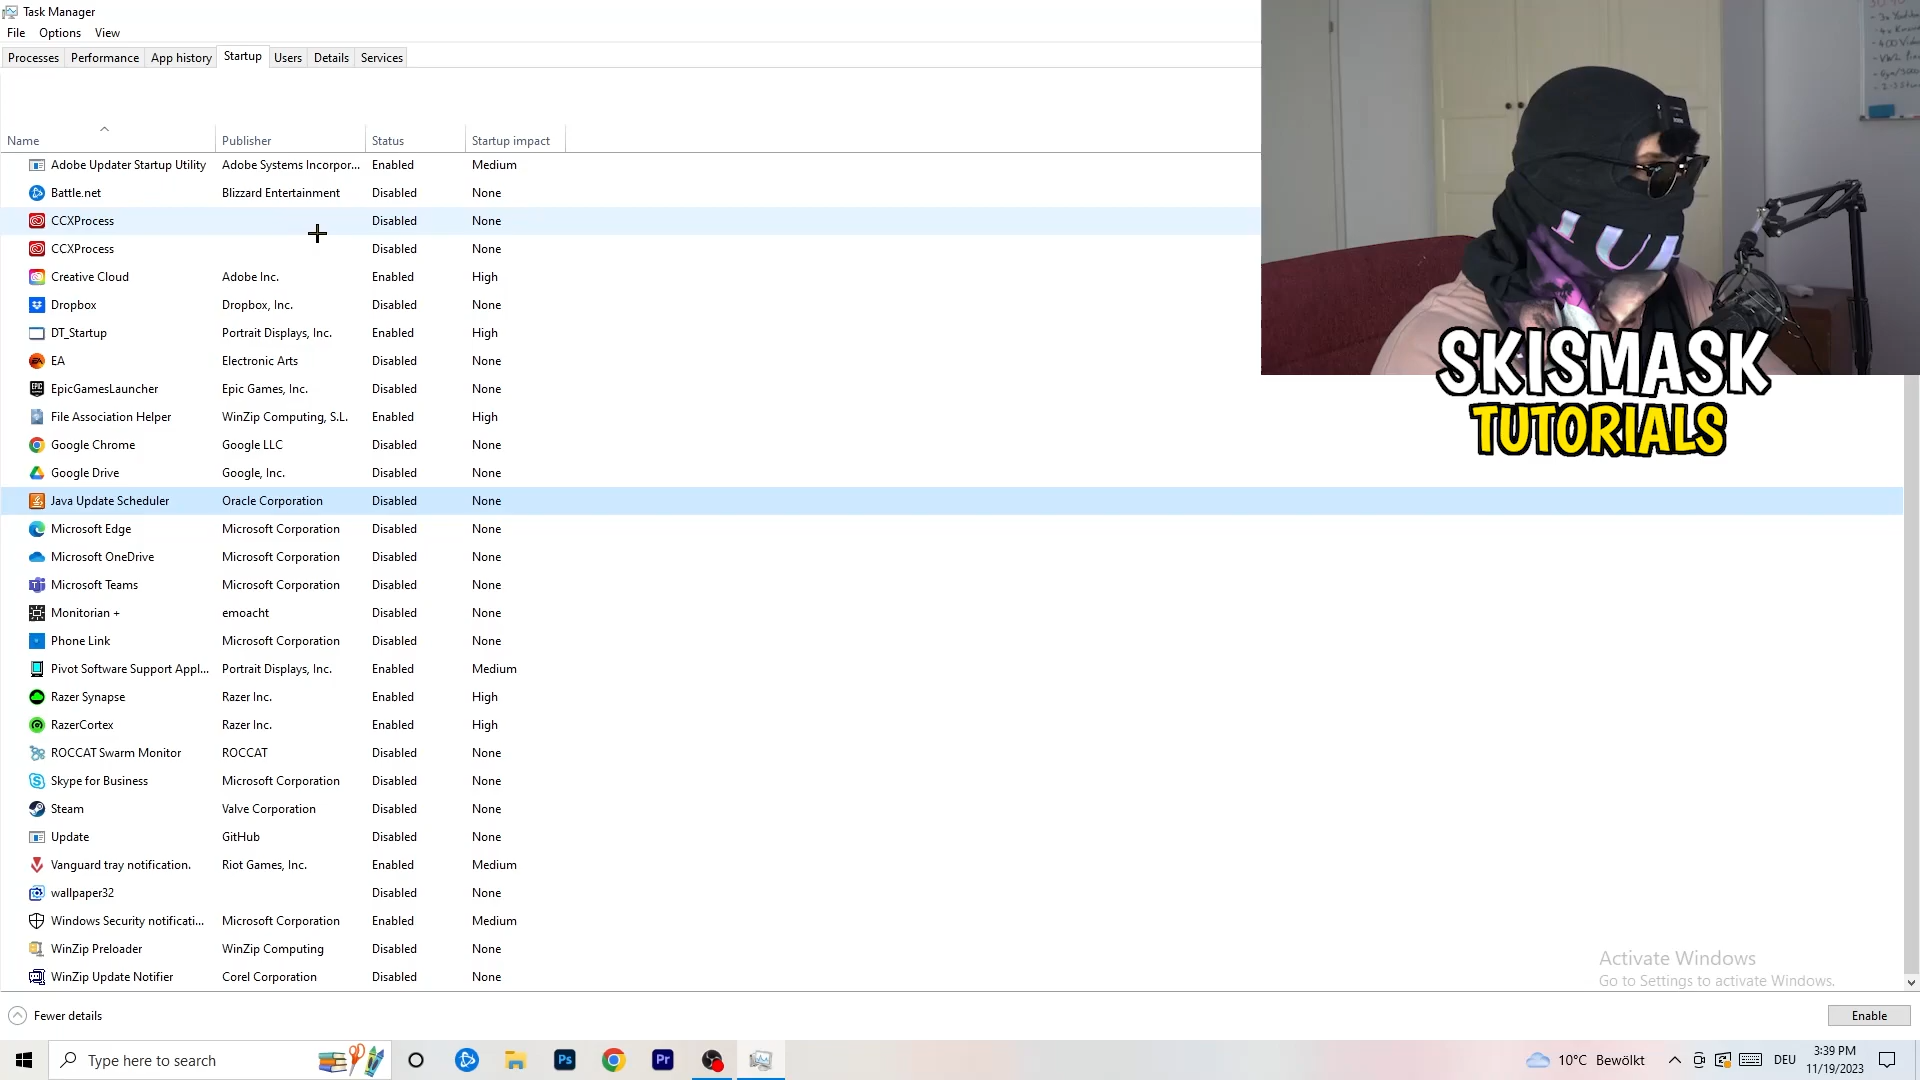 Task Manager
File Options View
Processes Performance App history Startup Users Details Services
Name Publisher Status Startup impact
Adobe Updater Startup Utility Adobe Systems Incorpor... Enabled Medium
Battle.net Blizzard Entertainment Disabled None
CCXProcess Disabled None
CCXProcess Disabled None
Creative Cloud Adobe Inc. Enabled High
Dropbox Dropbox, Inc. Disabled None
DT_Startup Portrait Displays, Inc. Enabled High
EA Electronic Arts Disabled None
EpicGamesLauncher Epic Games, Inc. Disabled None
File Association Helper WinZip Computing, S.L. Enabled High
Google Chrome Google LLC Disabled None
Google Drive Google, Inc. Disabled None
Java Update Scheduler Oracle Corporation Disabled None
Microsoft Edge Microsoft Corporation Disabled None
Microsoft OneDrive Microsoft Corporation Disabled None
Microsoft Teams Microsoft Corporation Disabled None
Monitorian + emoacht Disabled None
Phone Link Microsoft Corporation Disabled None
Pivot Software Support Appl... Portrait Displays, Inc. Enabled Medium
Razer Synapse Razer Inc. Enabled High
RazerCortex Razer Inc. Enabled High
ROCCAT Swarm Monitor ROCCAT Disabled None
Skype for Business Microsoft Corporation Disabled None
Steam Valve Corporation Disabled None
Update GitHub Disabled None
Vanguard tray notification. Riot Games, Inc. Enabled Medium
wallpaper32 Disabled None
Windows Security notificati... Microsoft Corporation Enabled Medium
WinZip Preloader WinZip Computing Disabled None
WinZip Update Notifier Corel Corporation Disabled None
SKISMASK
TUTORIALS
Activate Windows
Go to Settings to activate Windows.
Fewer details Enable
Type here to search Ps Pr 10°C Bewölkt DEU 3:39 PM
11/19/2023